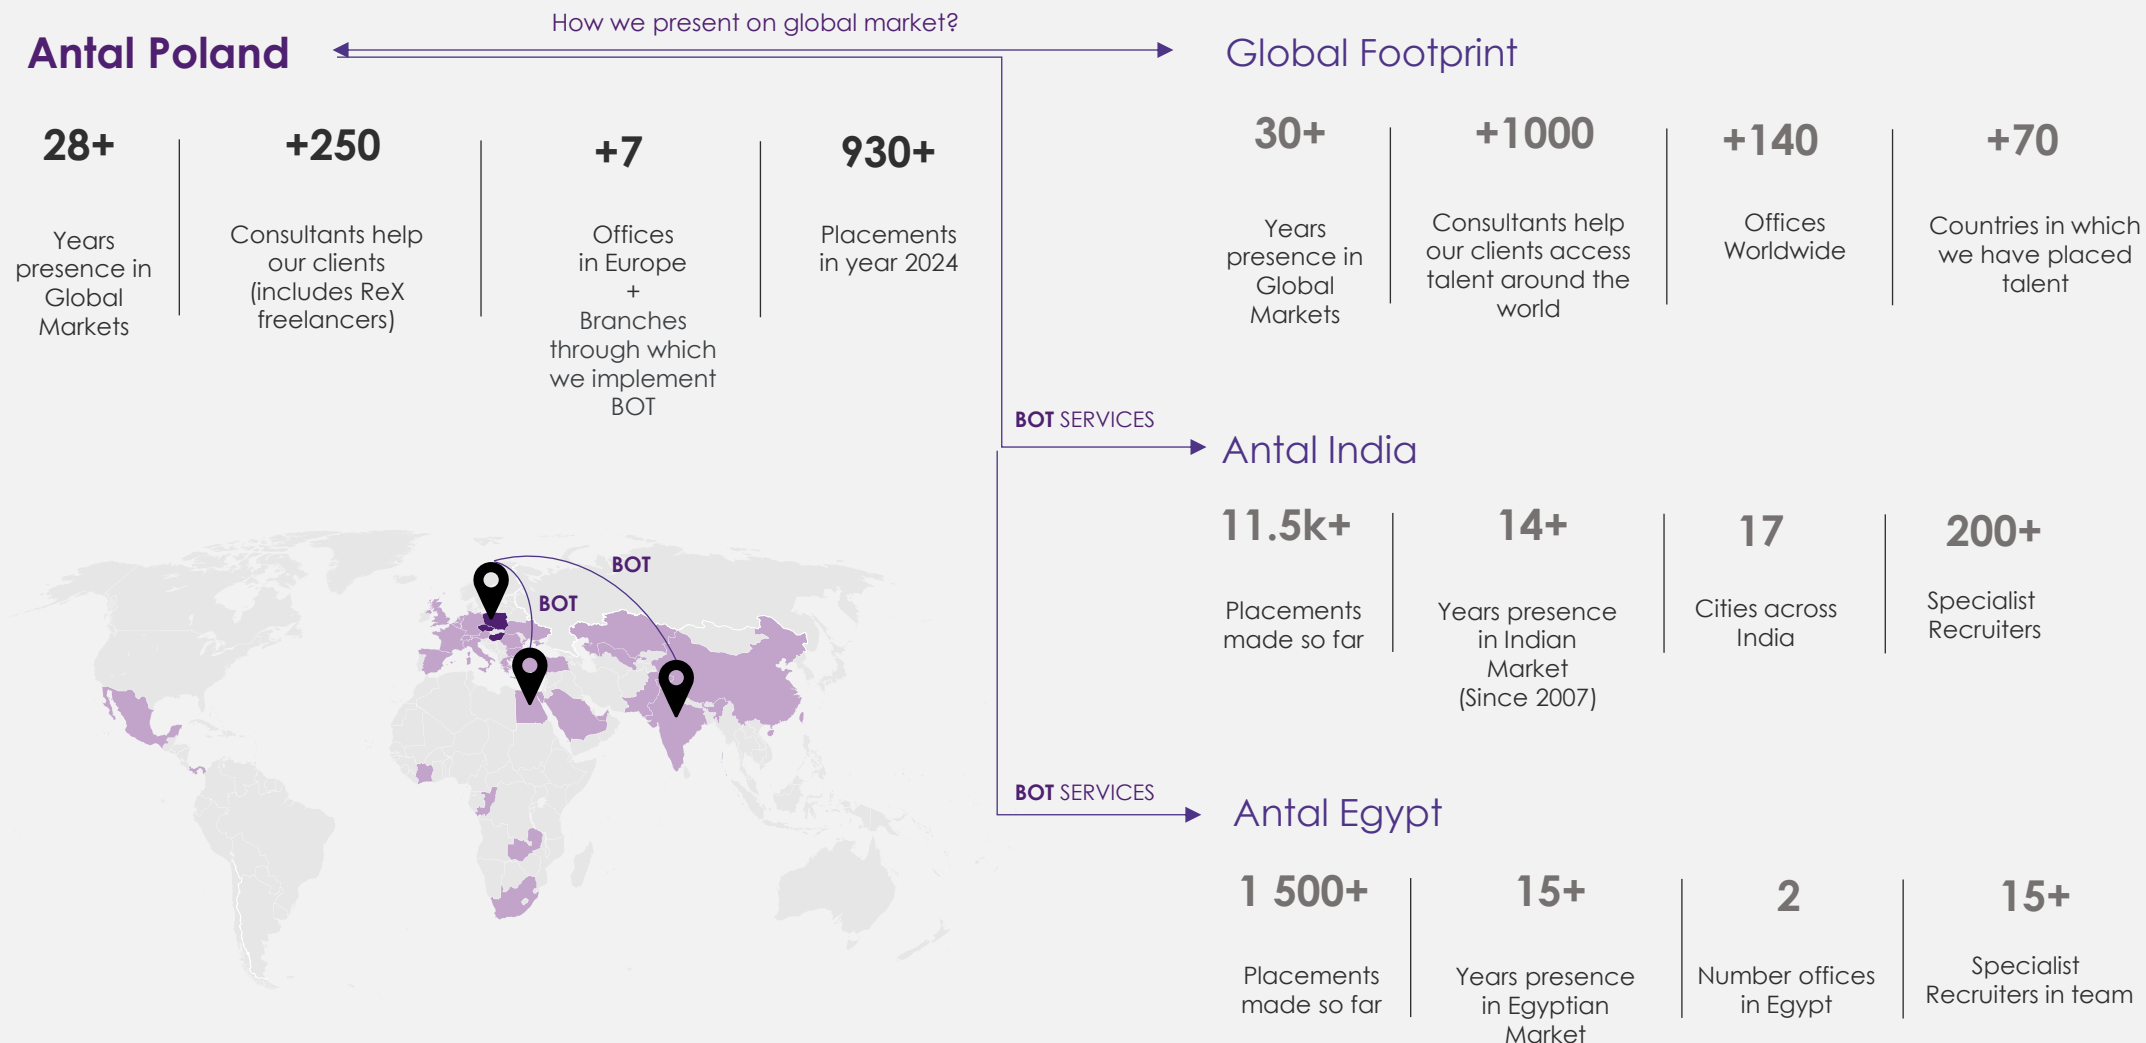 How we present on global market?
Antal Poland
28+
Years
presence in
Global
Markets
+250
Consultants help
our clients
(includes ReX
freelancers)
+7
Offices
in Europe
+
Branches
through which
we implement
BOT
930+
Placements
in year 2024
Global Footprint
30+
Years
presence in
Global
Markets
+1000
Consultants help
our clients access
talent around the
world
+140
Offices
Worldwide
+70
Countries in which
we have placed
talent
BOT SERVICES
Antal India
11.5k+
Placements
made so far
14+
Years presence
in Indian
Market
(Since 2007)
17
Cities across
India
200+
Specialist
Recruiters
BOT
BOT
BOT SERVICES
Antal Egypt
1 500+
Placements
made so far
15+
Years presence
in Egyptian
Market
2
Number offices
in Egypt
15+
Specialist
Recruiters in team